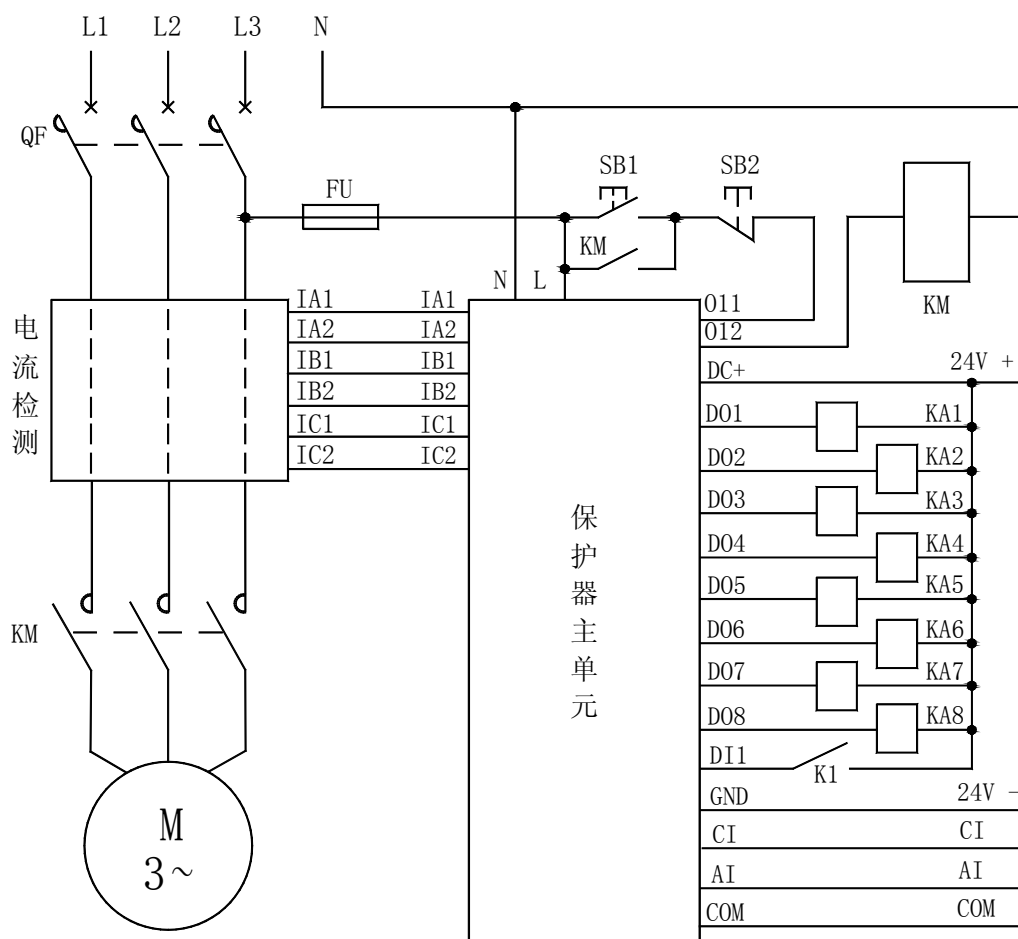 L1 L2 L3 N
QF
SB1 SB2
FU
KM
N L
KM
O11
O12
电流检测
IA1 IA1
IA2 IA2
IB1 IB1
IB2 IB2
IC1 IC1
IC2 IC2
DC+ 24V +
DO1 KA1
DO2 KA2
DO3 KA3
DO4 KA4
DO5 KA5
DO6 KA6
DO7 KA7
DO8 KA8
DI1 K1
GND 24V -
CI CI
AI AI
COM COM
保护器主单元
KM
M
3~